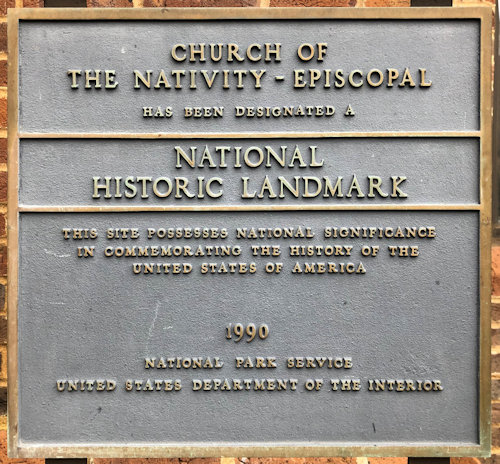 CHURCH OF
THE NATIVITY - EPISCOPAL
HAS BEEN DESIGNATED A
NATIONAL
HISTORIC LANDMARK
THIS SITE POSSESSES NATIONAL SIGNIFICANCE
IN COMMEMORATING THE HISTORY OF THE
UNITED STATES OF AMERICA
1990
NATIONAL PARK SERVICE
UNITED STATES DEPARTMENT OF THE INTERIOR